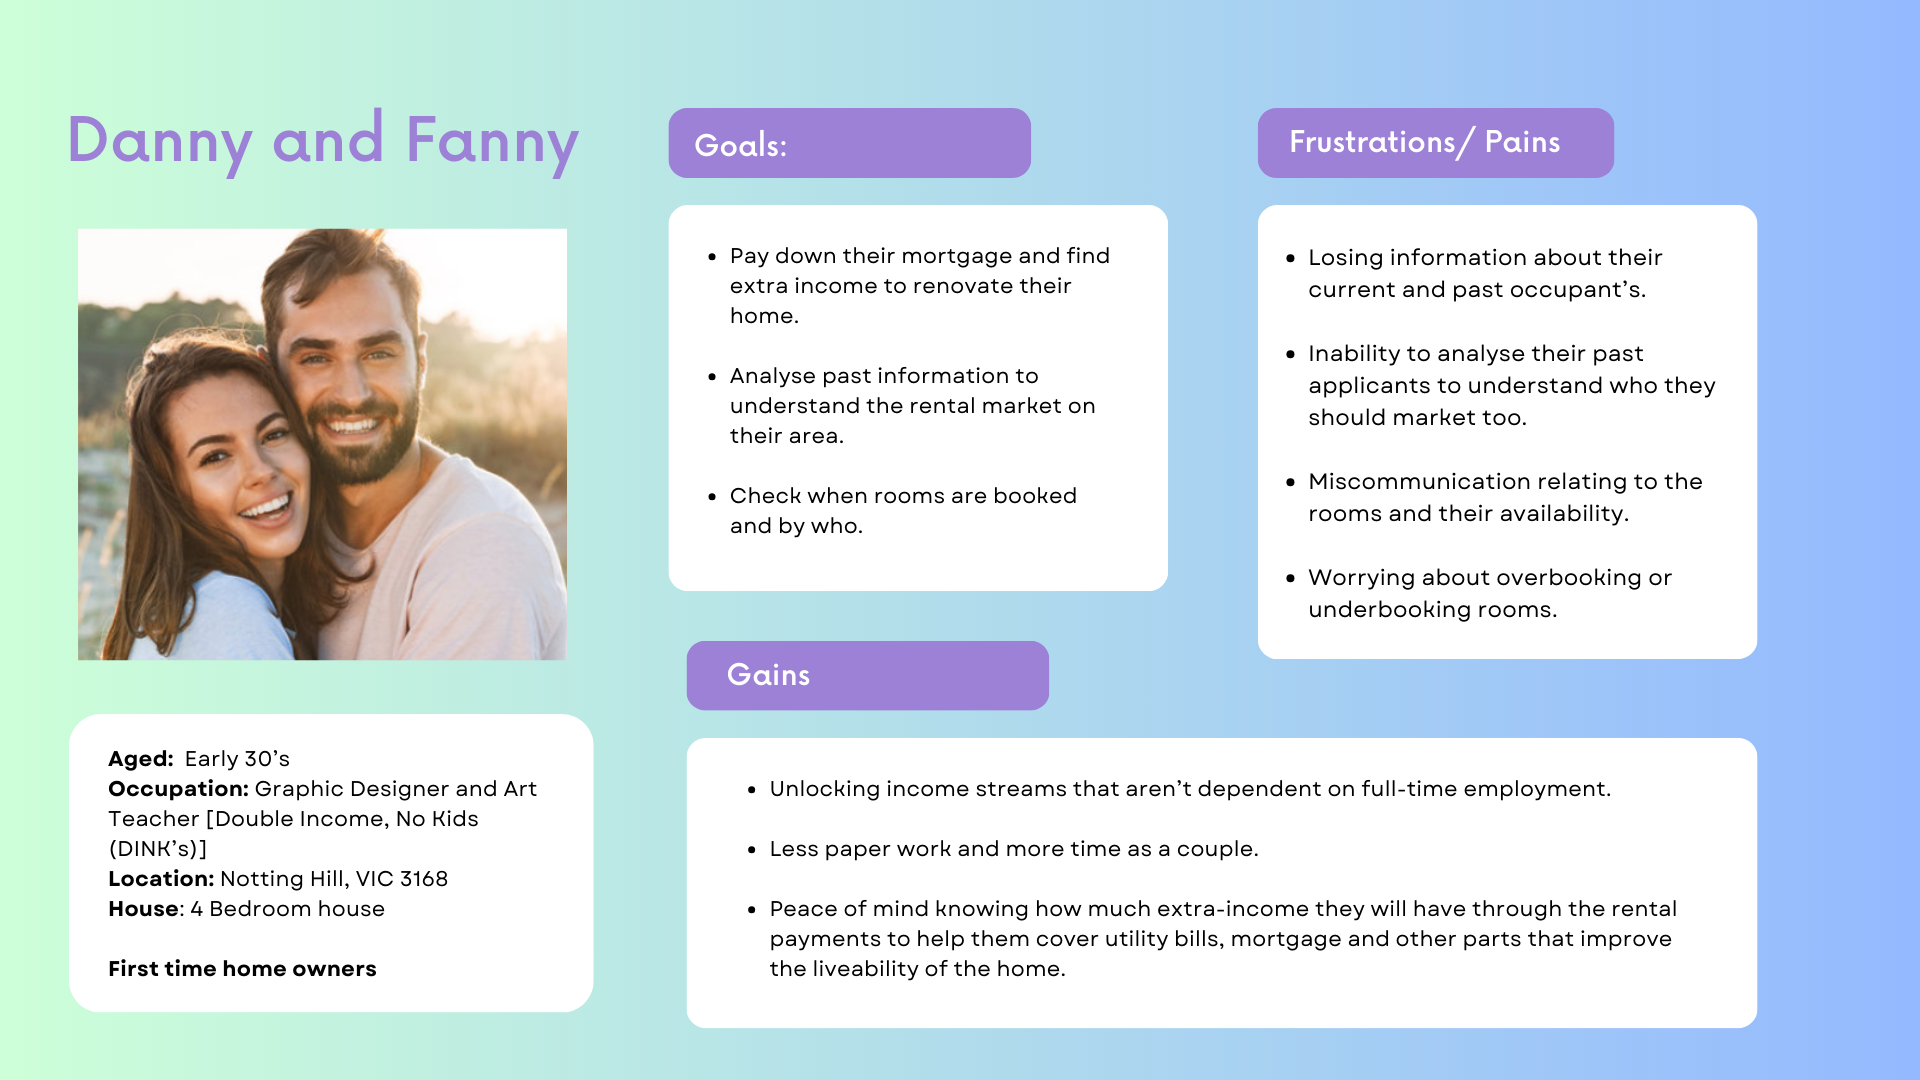 Danny and Fanny
Aged:  Early 30’s
Occupation: Graphic Designer and Art
Teacher [Double Income, No Kids
(DINK’s)]
Location: Notting Hill, VIC 3168
House: 4 Bedroom house
First time home owners
Goals:
• Pay down their mortgage and find
extra income to renovate their
home.
• Analyse past information to
understand the rental market on
their area.
• Check when rooms are booked
and by who.
Frustrations/ Pains
• Losing information about their
current and past occupant’s.
• Inability to analyse their past
applicants to understand who they
should market too.
• Miscommunication relating to the
rooms and their availability.
• Worrying about overbooking or
underbooking rooms.
Gains
• Unlocking income streams that aren’t dependent on full-time employment.
• Less paper work and more time as a couple.
• Peace of mind knowing how much extra-income they will have through the rental
payments to help them cover utility bills, mortgage and other parts that improve
the liveability of the home.